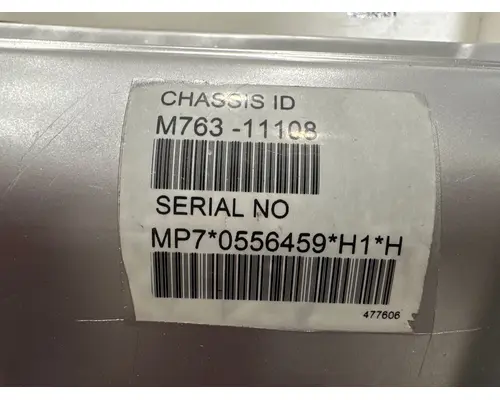 CHASSIS ID
M763 -11108
SERIAL NO
MP7*0556459*H1*H
477606